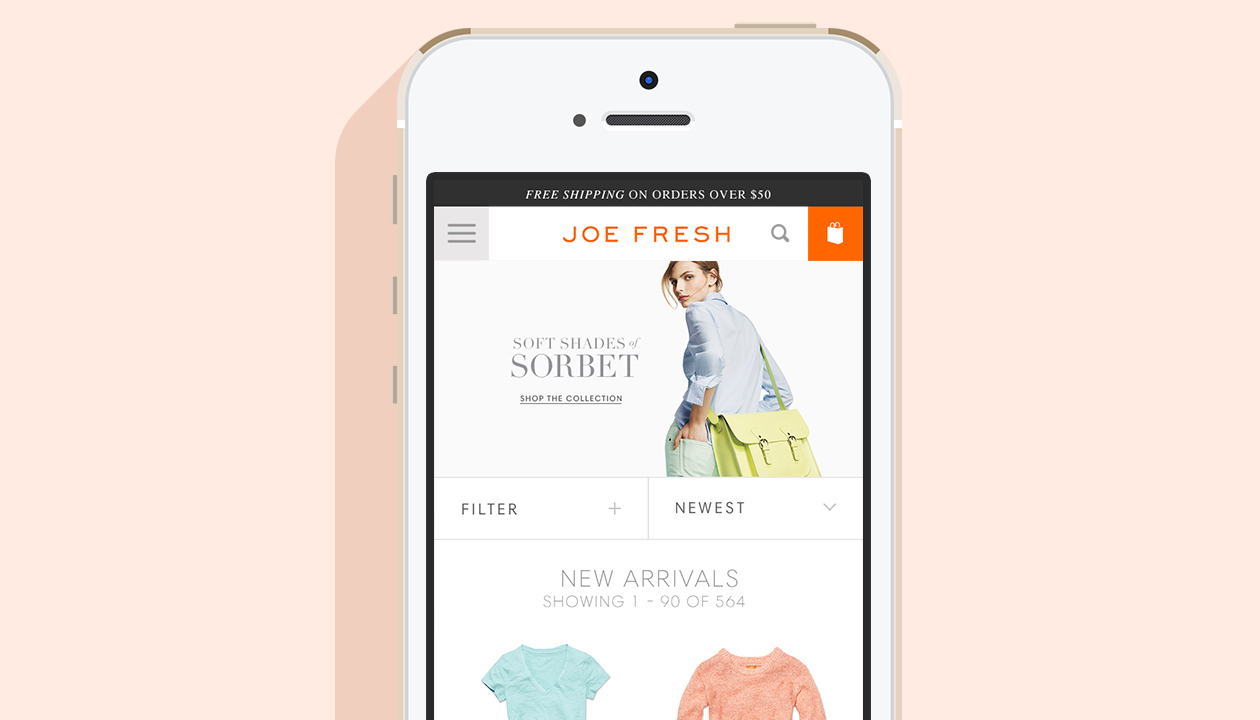 FREE SHIPPING ON ORDERS OVER $50
JOE FRESH
SOFT SHADES of
SORBET
SHOP THE COLLECTION
FILTER
NEWEST
NEW ARRIVALS
SHOWING 1 - 90 OF 564